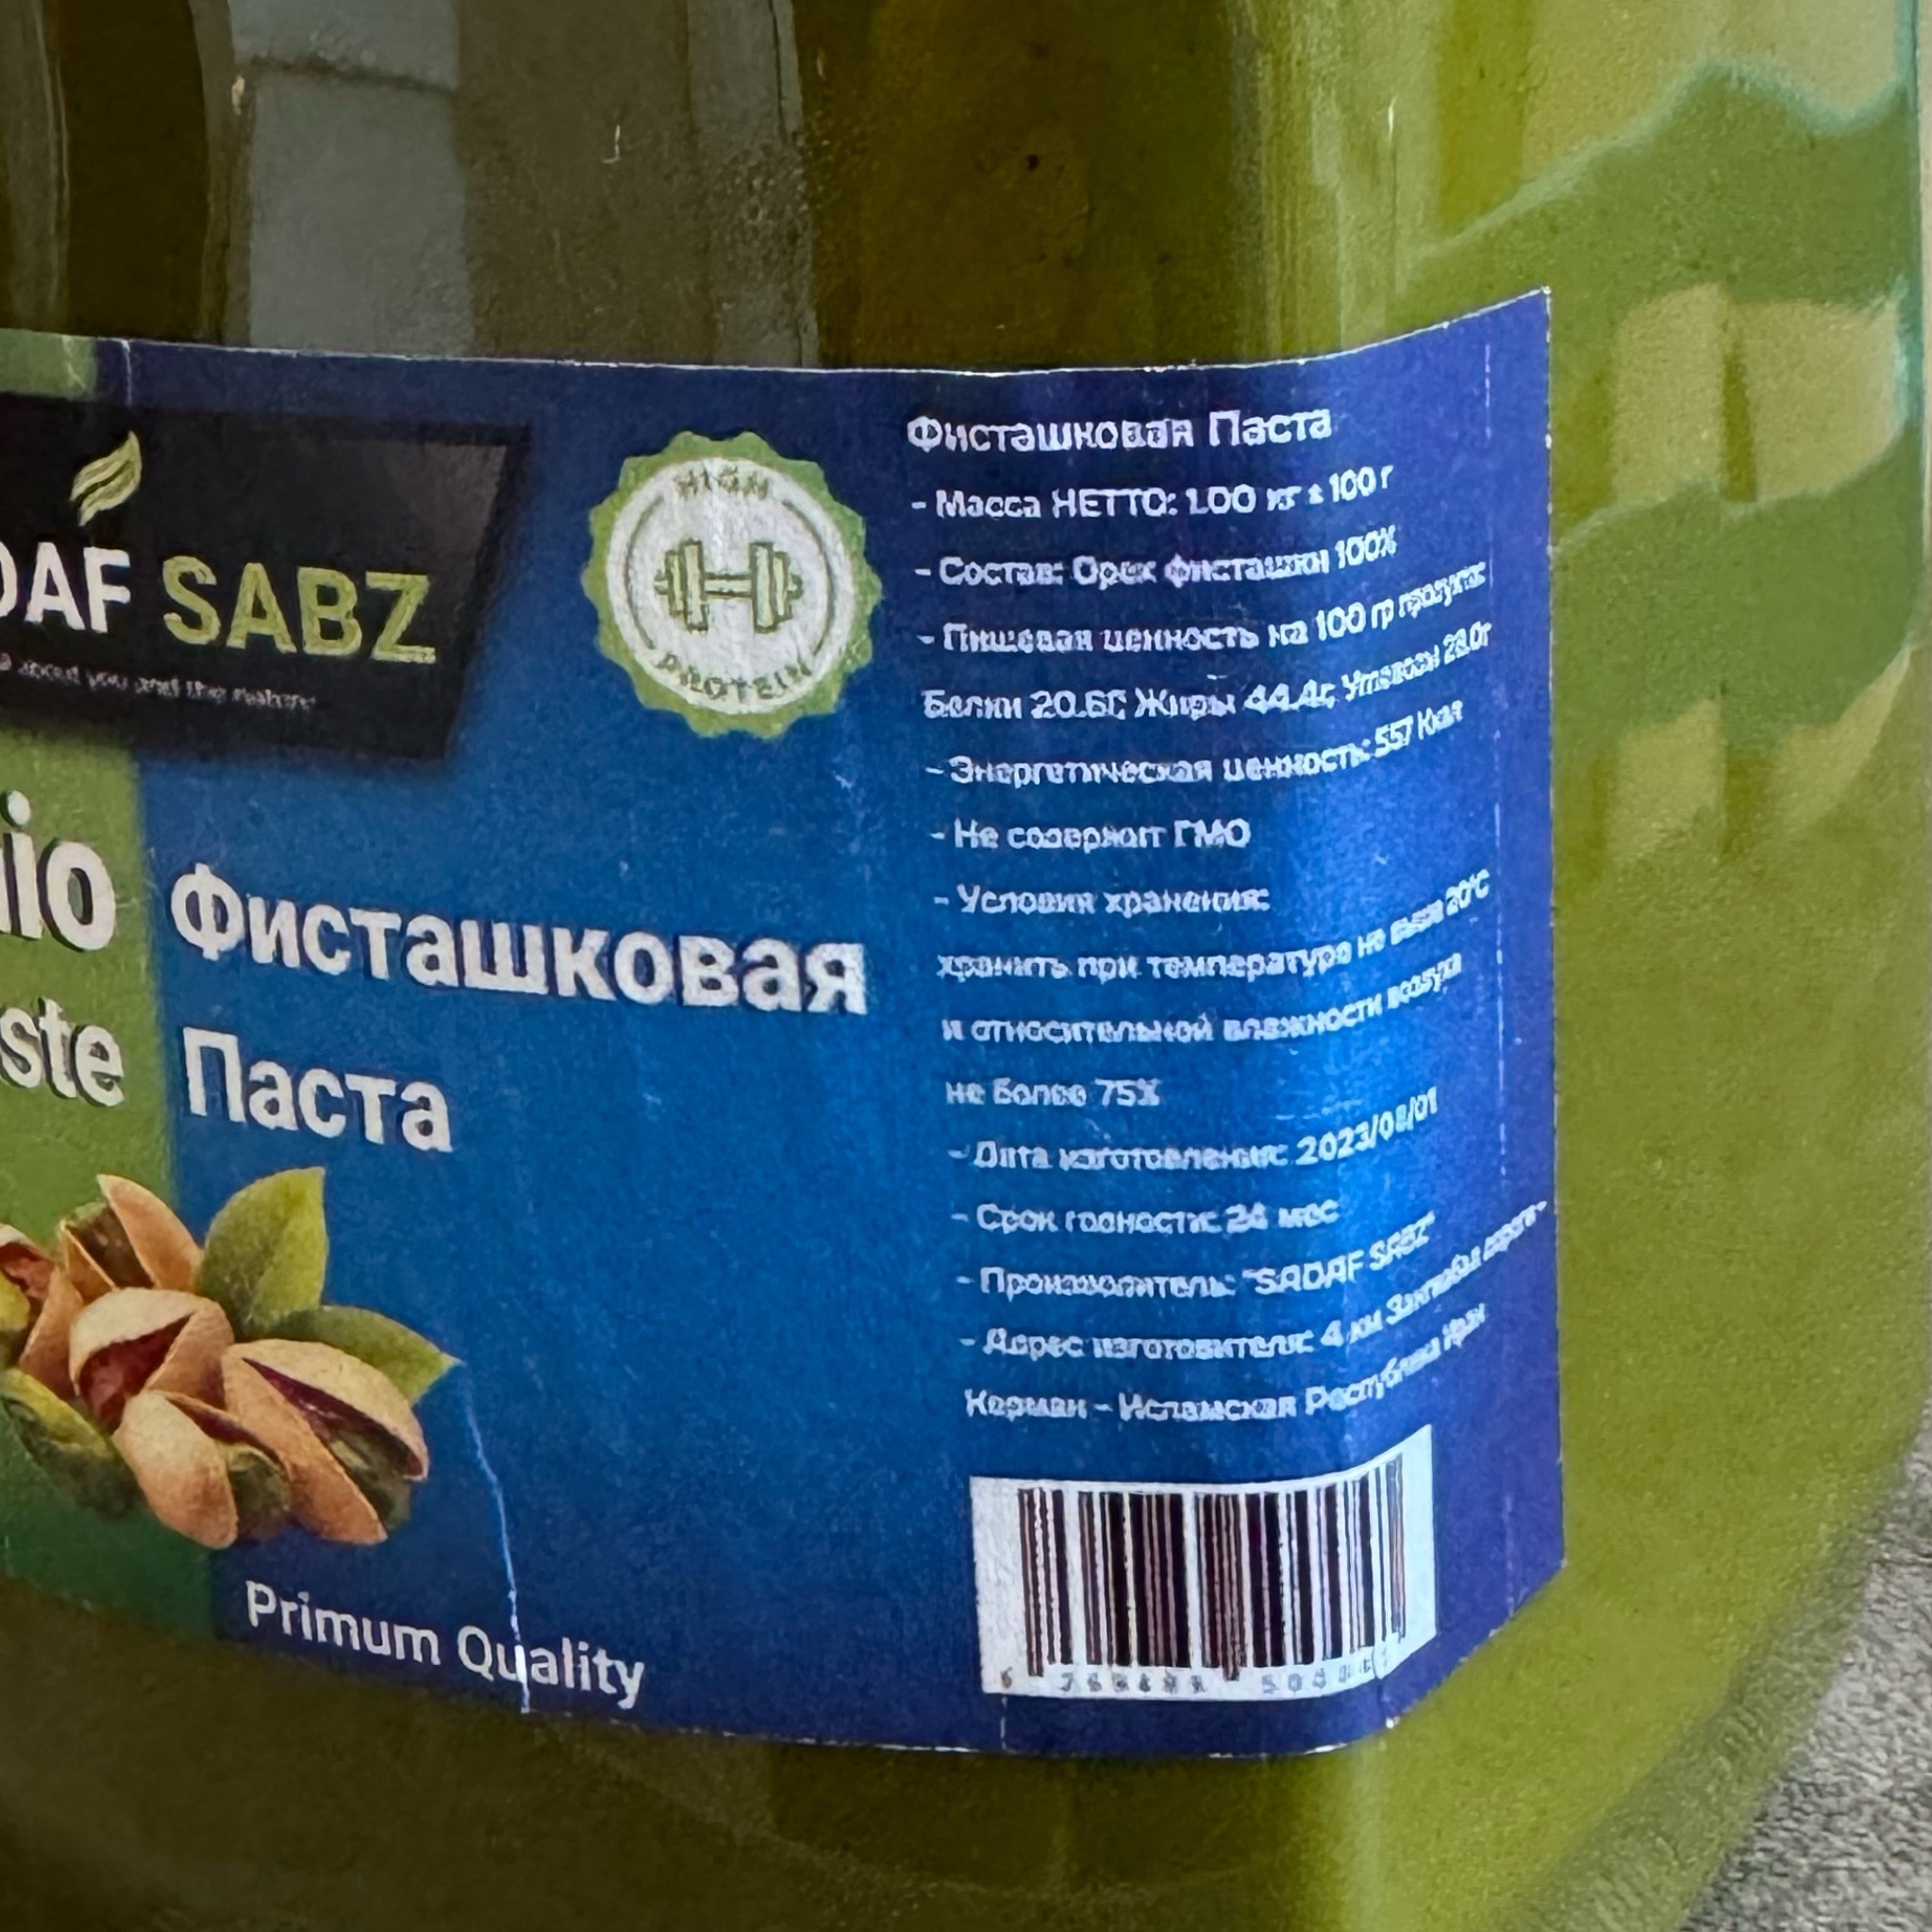 DAF SABZ
HIGH
PROTEIN
io
ste
Фисташковая
Паста
Primum Quality
Фисташковая Паста
- Масса НЕТТО: 1.00 кг ± 100 г
- Состав: Орех фисташки 100%
- Пищевая ценность на 100 гр продукта:
Белки 20.6г; Жиры 44.4г; Углеводы 28.0г
- Энергетическая ценность: 557 Ккал
- Не содержит ГМО
- Условия хранения:
хранить при температуре не выше 20°C
и относительной влажности воздуха
не более 75%
- Дата изготовления: 2023/08/01
- Срок годности: 24 мес
- Производитель: "SADAF SABZ"
- Адрес изготовителя: 4 км
Керман - Исламская Республика Иран